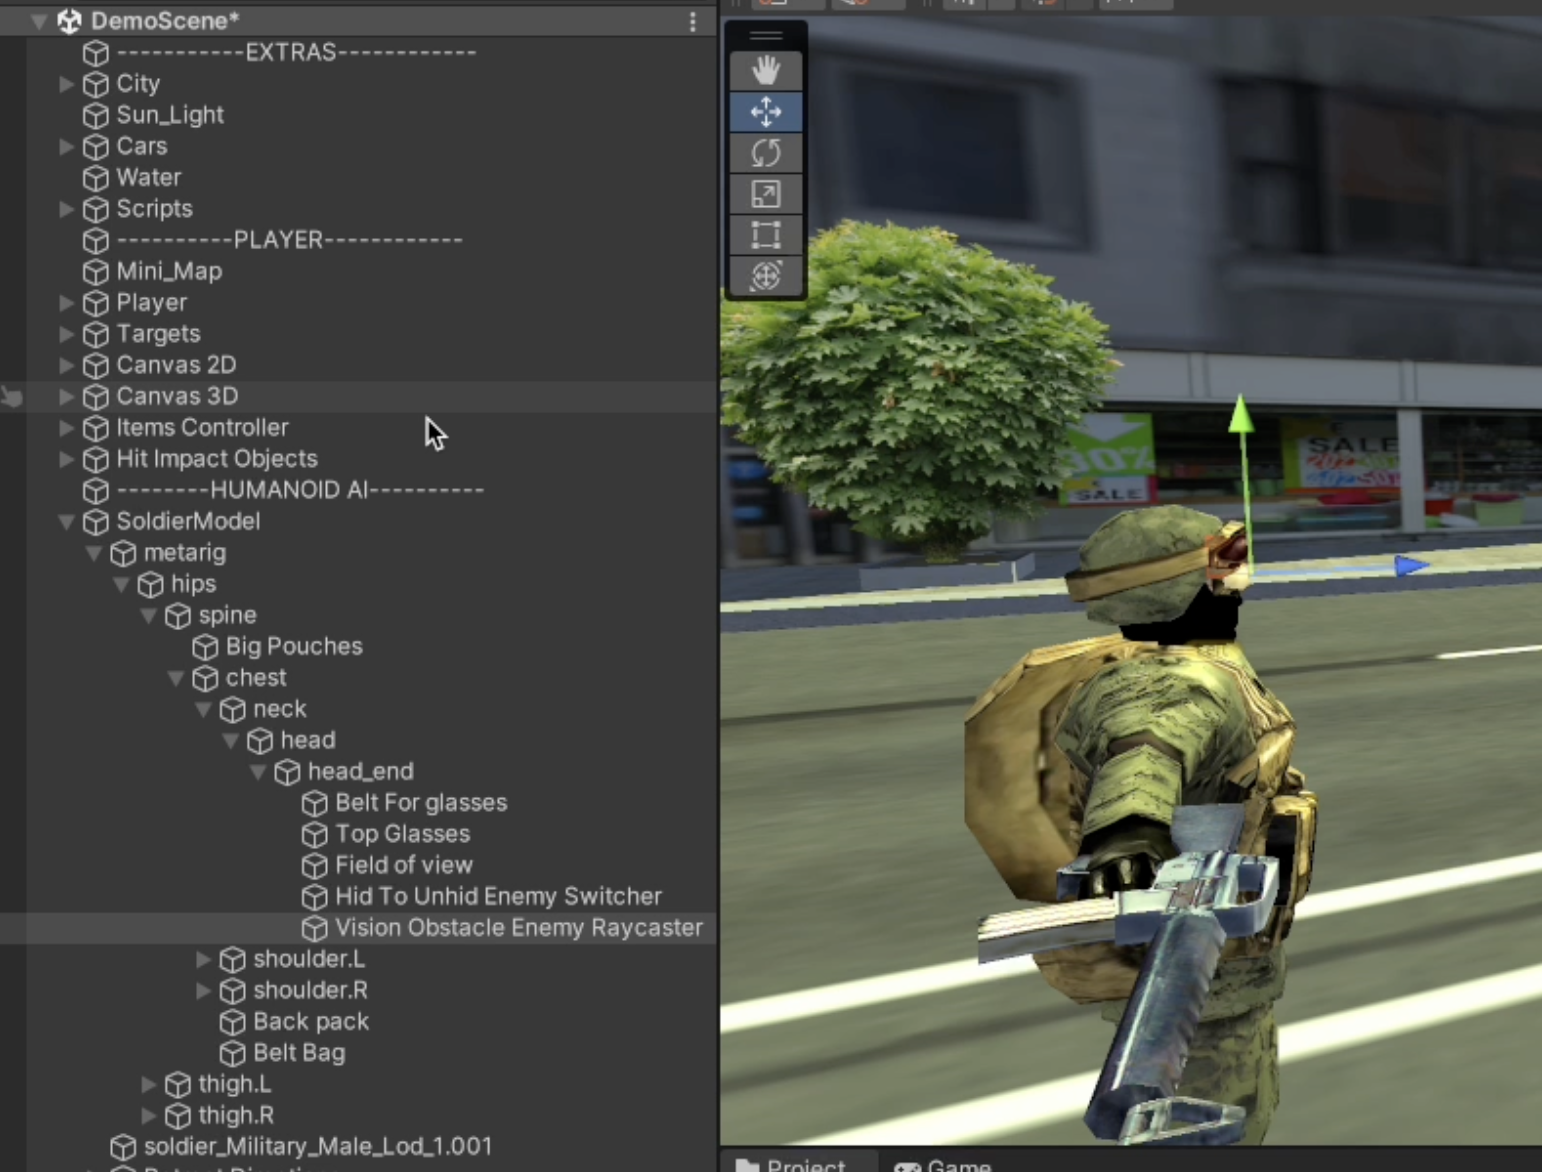 DemoScene*
-----------EXTRAS------------
City
Sun_Light
Cars
Water
Scripts
----------PLAYER------------
Mini_Map
Player
Targets
Canvas 2D
Canvas 3D
Items Controller
Hit Impact Objects
--------HUMANOID AI----------
SoldierModel
metarig
hips
spine
Big Pouches
chest
neck
head
head_end
Belt For glasses
Top Glasses
Field of view
Hid To Unhid Enemy Switcher
Vision Obstacle Enemy Raycaster
shoulder.L
shoulder.R
Back pack
Belt Bag
thigh.L
thigh.R
soldier_Military_Male_Lod_1.001
SALE
SALE
Project
Game